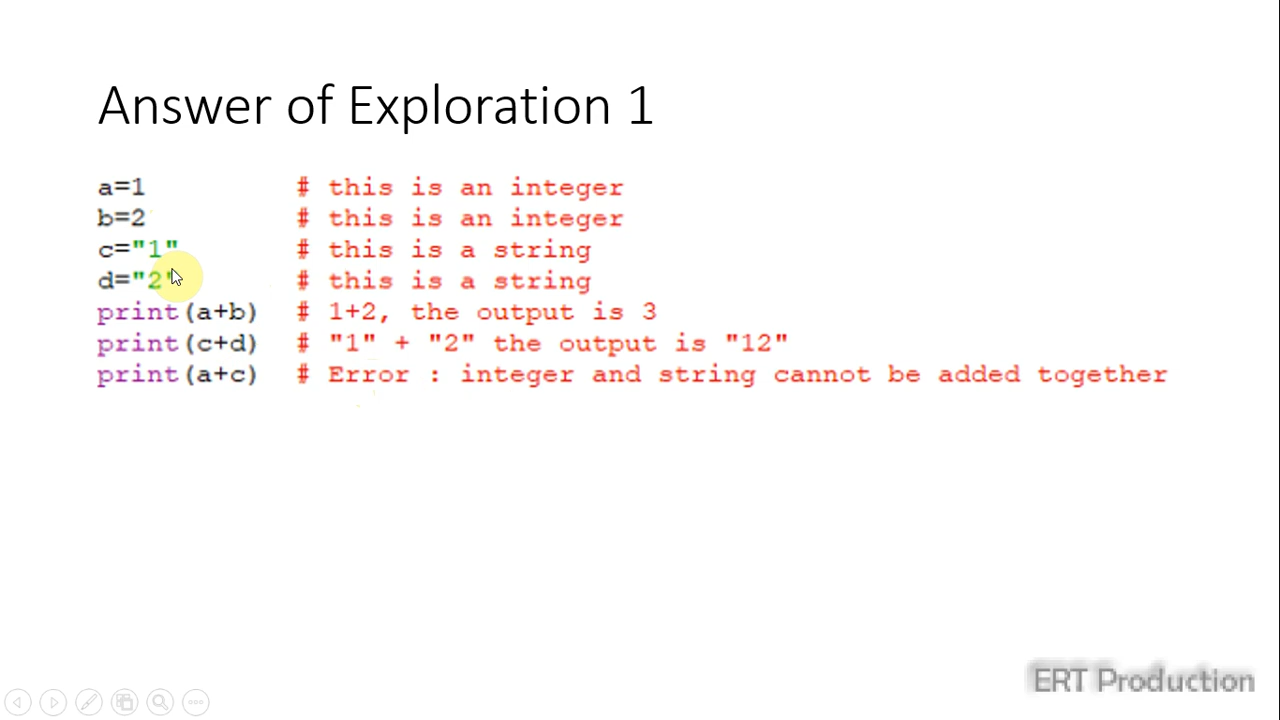 Answer of Exploration 1
a=1 # this is an integer
b=2 # this is an integer
c="1" # this is a string
d="2" # this is a string
print(a+b) # 1+2, the output is 3
print(c+d) # "1" + "2" the output is "12"
print(a+c) # Error : integer and string cannot be added together
ERT Production